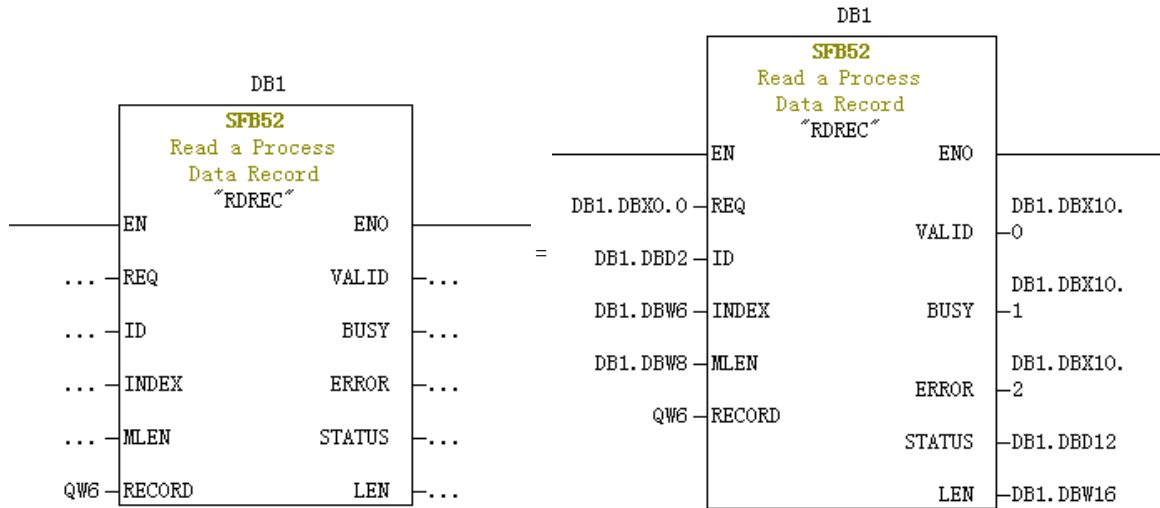 DB1
SFB52
Read a Process
Data Record
"RDREC"
EN ENO
... REQ VALID ...
... ID BUSY ...
... INDEX ERROR ...
... MLEN STATUS ...
QW6 RECORD LEN ...
=
DB1
SFB52
Read a Process
Data Record
"RDREC"
EN ENO
DB1.DBX0.0 REQ DB1.DBX10.
VALID 0
DB1.DBD2 ID
DB1.DBX10.
DB1.DBW6 INDEX BUSY 1
DB1.DBW8 MLEN DB1.DBX10.
ERROR 2
QW6 RECORD
STATUS DB1.DBD12
LEN DB1.DBW16